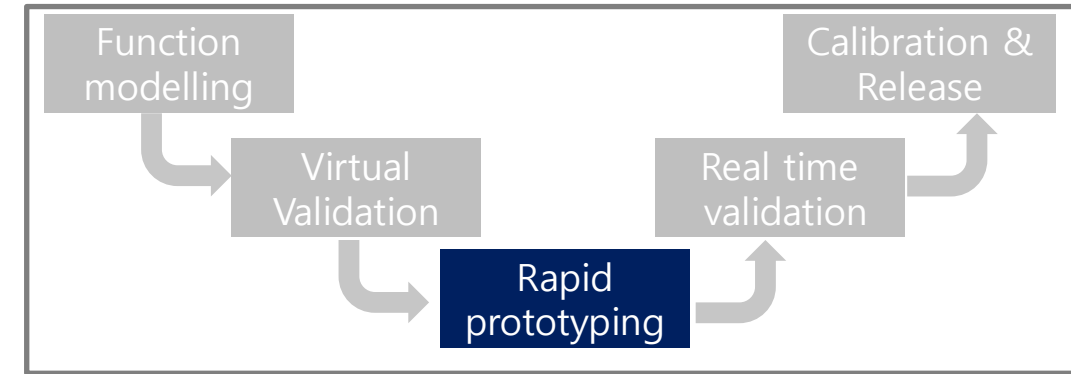 Function
modelling
Virtual
Validation
Rapid
prototyping
Real time
validation
Calibration &
Release